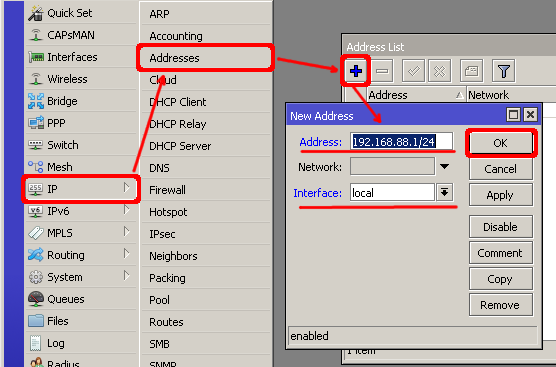 Quick Set
CAPsMAN
Interfaces
Wireless
Bridge
PPP
Switch
Mesh
IP
IPv6
MPLS
Routing
System
Queues
Files
Log
Radius
ARP
Accounting
Addresses
Cloud
DHCP Client
DHCP Relay
DHCP Server
DNS
Firewall
Hotspot
IPsec
Neighbors
Packing
Pool
Routes
SMB
SNMP
Address List
Address Network
New Address
Address: 192.168.88.1/24
Network:
Interface: local
OK
Cancel
Apply
Disable
Comment
Copy
Remove
enabled
1 item